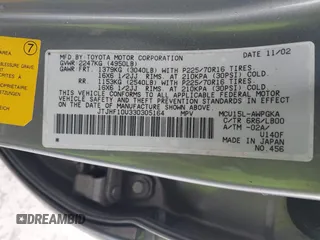 7
MFD. BY: TOYOTA MOTOR CORPORATION 11/02
GVWR 2247KG (4950LB)
GAWR FRT. 1379KG (3040LB) WITH P225/70R16 TIRES
16X6 1/2JJ RIMS, AT 210KPA (30PSI) COLD
RR. 1153KG (2540LB) WITH P225/70R16 TIRES
16X6 1/2JJ RIMS, AT 210KPA (30PSI) COLD
THIS VEHICLE CONFORMS TO ALL APPLICABLE FEDERAL MOTOR
VEHICLE SAFETY AND THEFT PREVENTION STANDARDS IN
EFFECT ON THE DATE OF MANUFACTURE SHOWN ABOVE.
JTJHF10U330305164 MPV MCU15L-AWPGKA
C/TR 6R6/LB00
A/TM -02A/
U140F
MADE IN JAPAN
NO.456
DREAMBID